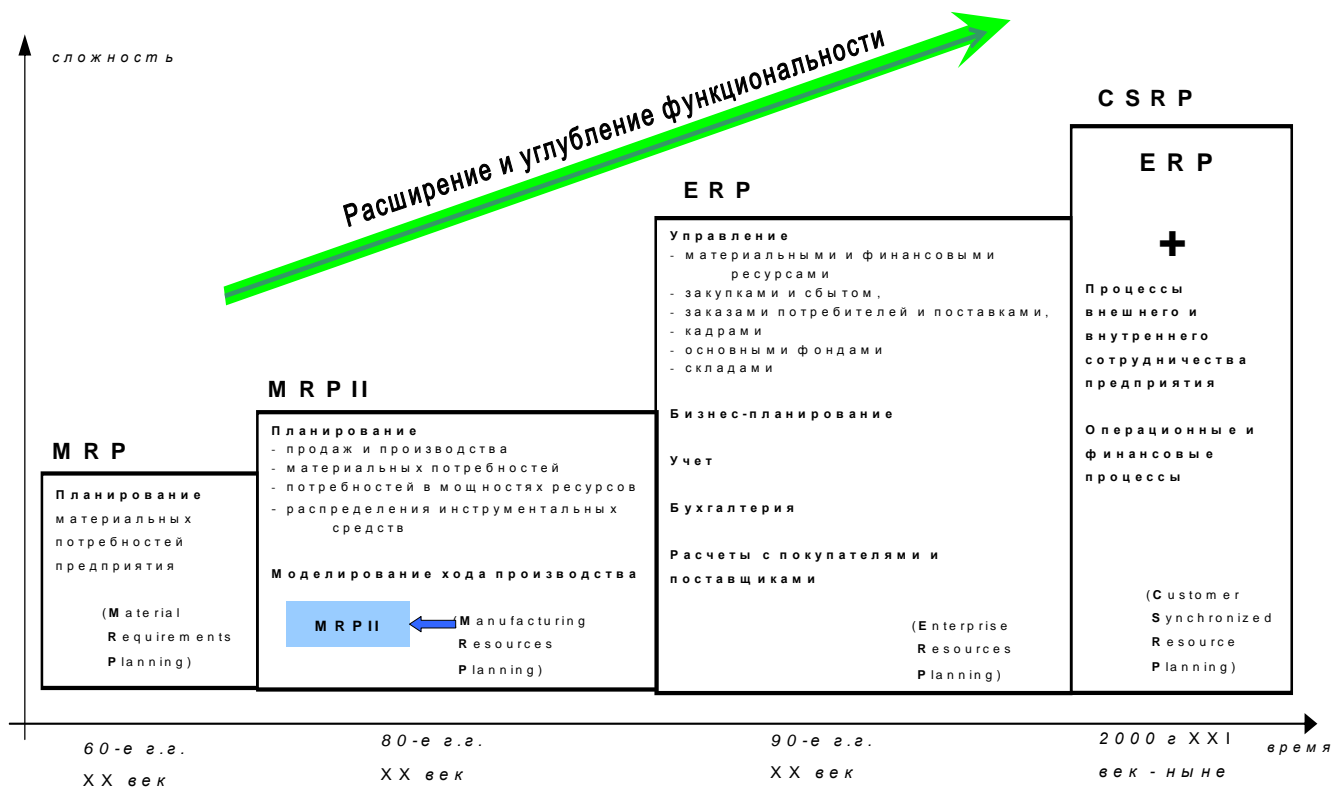 сложность
Расширение и углубление функциональности
CSRP
ERP
+
Процессы
внешнего и
внутреннего
сотрудничества
предприятия
Операционные и
финансовые
процессы
(Customer
Synchronized
Resource
Planning)
ERP
Управление
- материальными и финансовыми
ресурсами
- закупками и сбытом,
- заказами потребителей и поставками,
- кадрами
- основными фондами
- складами
Бизнес-планирование
Учет
Бухгалтерия
Расчеты с покупателями и
поставщиками
(Enterprise
Resources
Planning)
MRPII
Планирование
- продаж и производства
- материальных потребностей
- потребностей в мощностях ресурсов
- распределения инструментальных
средств
Моделирование хода производства
MRPII
(Manufacturing
Resources
Planning)
MRP
Планирование
материальных
потребностей
предприятия
(Material
Requirements
Planning)
60-е г.г.
XX век
80-е г.г.
XX век
90-е г.г.
XX век
2000 г XXI
век - ныне
время